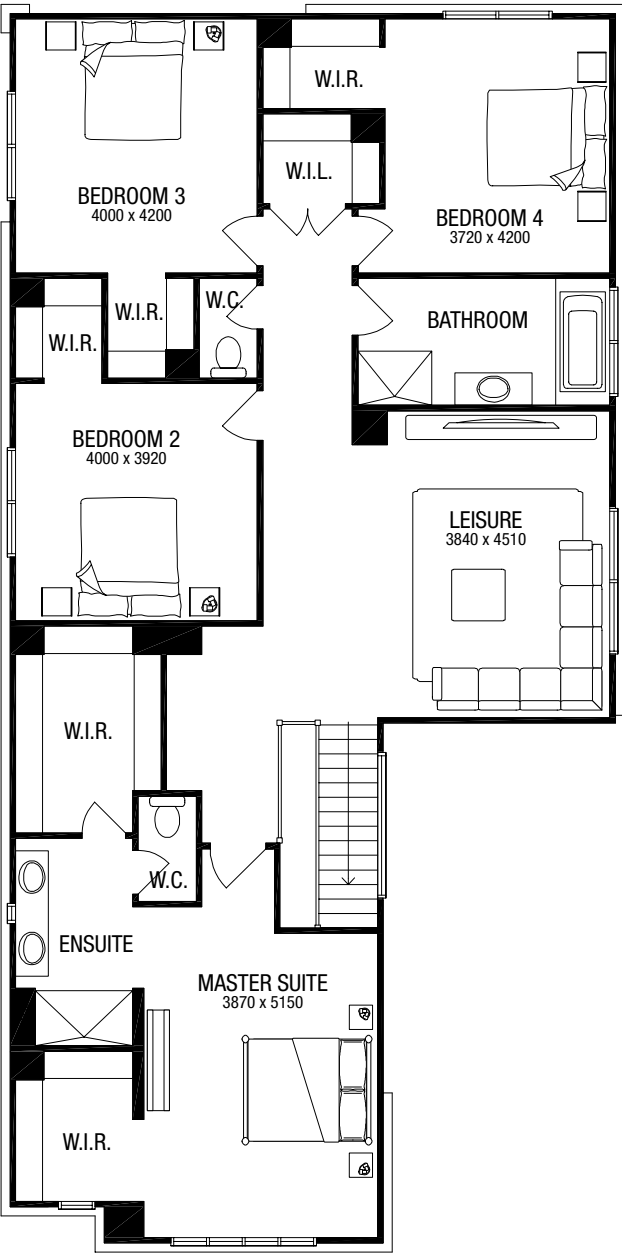 W.I.R.
W.I.L.
BEDROOM 3
4000 x 4200
BEDROOM 4
3720 x 4200
W.C.
W.I.R.
W.I.R.
BATHROOM
BEDROOM 2
4000 x 3920
LEISURE
3840 x 4510
W.I.R.
W.C.
ENSUITE
MASTER SUITE
3870 x 5150
W.I.R.